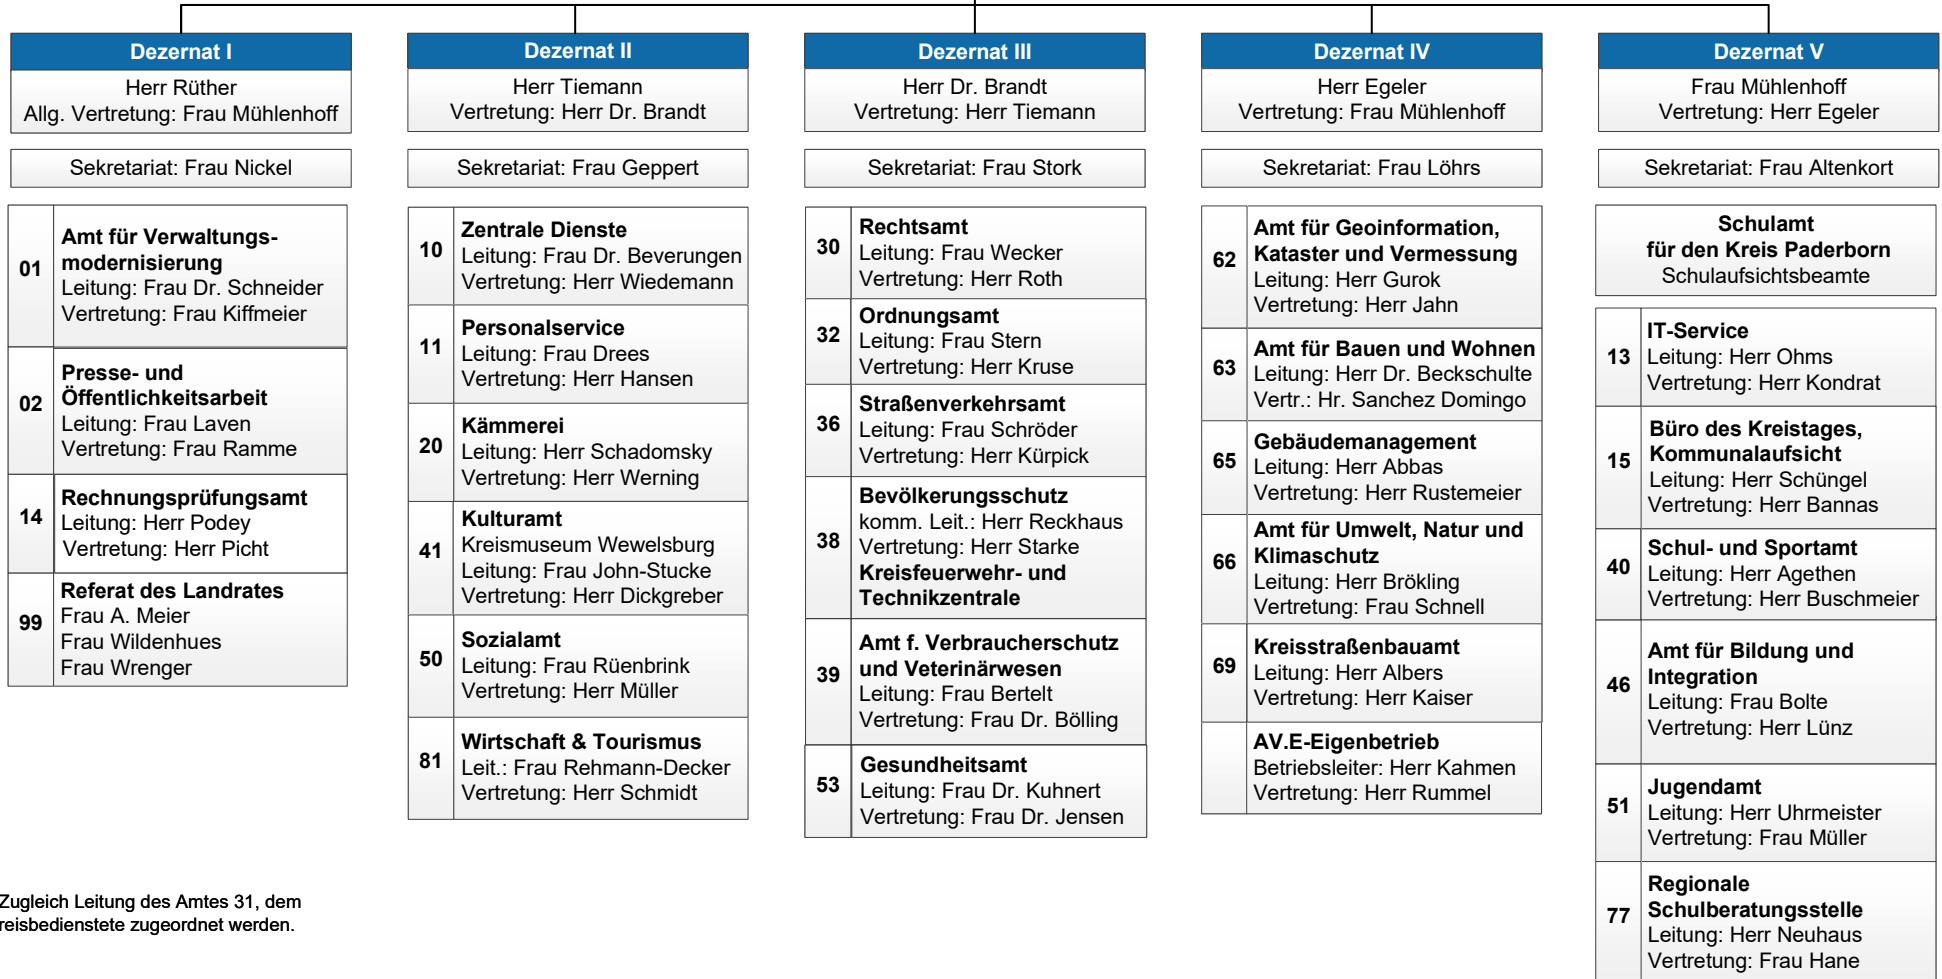 Dezernat I
Herr Rüther
Allg. Vertretung: Frau Mühlenhoff
Sekretariat: Frau Nickel
01
Amt für Verwaltungs-
modernisierung
Leitung: Frau Dr. Schneider
Vertretung: Frau Kiffmeier
02
Presse- und
Öffentlichkeitsarbeit
Leitung: Frau Laven
Vertretung: Frau Ramme
14
Rechnungsprüfungsamt
Leitung: Herr Podey
Vertretung: Herr Picht
99
Referat des Landrates
Frau A. Meier
Frau Wildenhues
Frau Wrenger
Dezernat II
Herr Tiemann
Vertretung: Herr Dr. Brandt
Sekretariat: Frau Geppert
10
Zentrale Dienste
Leitung: Frau Dr. Beverungen
Vertretung: Herr Wiedemann
11
Personalservice
Leitung: Frau Drees
Vertretung: Herr Hansen
20
Kämmerei
Leitung: Herr Schadomsky
Vertretung: Herr Werning
41
Kulturamt
Kreismuseum Wewelsburg
Leitung: Frau John-Stucke
Vertretung: Herr Dickgreber
50
Sozialamt
Leitung: Frau Rüenbrink
Vertretung: Herr Müller
81
Wirtschaft & Tourismus
Leit.: Frau Rehmann-Decker
Vertretung: Herr Schmidt
Dezernat III
Herr Dr. Brandt
Vertretung: Herr Tiemann
Sekretariat: Frau Stork
30
Rechtsamt
Leitung: Frau Wecker
Vertretung: Herr Roth
32
Ordnungsamt
Leitung: Frau Stern
Vertretung: Herr Kruse
36
Straßenverkehrsamt
Leitung: Frau Schröder
Vertretung: Herr Kürpick
38
Bevölkerungsschutz
komm. Leit.: Herr Reckhaus
Vertretung: Herr Starke
Kreisfeuerwehr- und
Technikzentrale
39
Amt f. Verbraucherschutz
und Veterinärwesen
Leitung: Frau Bertelt
Vertretung: Frau Dr. Bölling
53
Gesundheitsamt
Leitung: Frau Dr. Kuhnert
Vertretung: Frau Dr. Jensen
Dezernat IV
Herr Egeler
Vertretung: Frau Mühlenhoff
Sekretariat: Frau Löhrs
62
Amt für Geoinformation,
Kataster und Vermessung
Leitung: Herr Gurok
Vertretung: Herr Jahn
63
Amt für Bauen und Wohnen
Leitung: Herr Dr. Beckschulte
Vertr.: Hr. Sanchez Domingo
65
Gebäudemanagement
Leitung: Herr Abbas
Vertretung: Herr Rustemeier
66
Amt für Umwelt, Natur und
Klimaschutz
Leitung: Herr Brökling
Vertretung: Frau Schnell
69
Kreisstraßenbauamt
Leitung: Herr Albers
Vertretung: Herr Kaiser
AV.E-Eigenbetrieb
Betriebsleiter: Herr Kahmen
Vertretung: Herr Rummel
Dezernat V
Frau Mühlenhoff
Vertretung: Herr Egeler
Sekretariat: Frau Altenkort
Schulamt
für den Kreis Paderborn
Schulaufsichtsbeamte
13
IT-Service
Leitung: Herr Ohms
Vertretung: Herr Kondrat
15
Büro des Kreistages,
Kommunalaufsicht
Leitung: Herr Schüngel
Vertretung: Herr Bannas
40
Schul- und Sportamt
Leitung: Herr Agethen
Vertretung: Herr Buschmeier
46
Amt für Bildung und
Integration
Leitung: Frau Bolte
Vertretung: Herr Lünz
51
Jugendamt
Leitung: Herr Uhrmeister
Vertretung: Frau Müller
77
Regionale
Schulberatungsstelle
Leitung: Herr Neuhaus
Vertretung: Frau Hane
Zugleich Leitung des Amtes 31, dem
reisbedienstete zugeordnet werden.